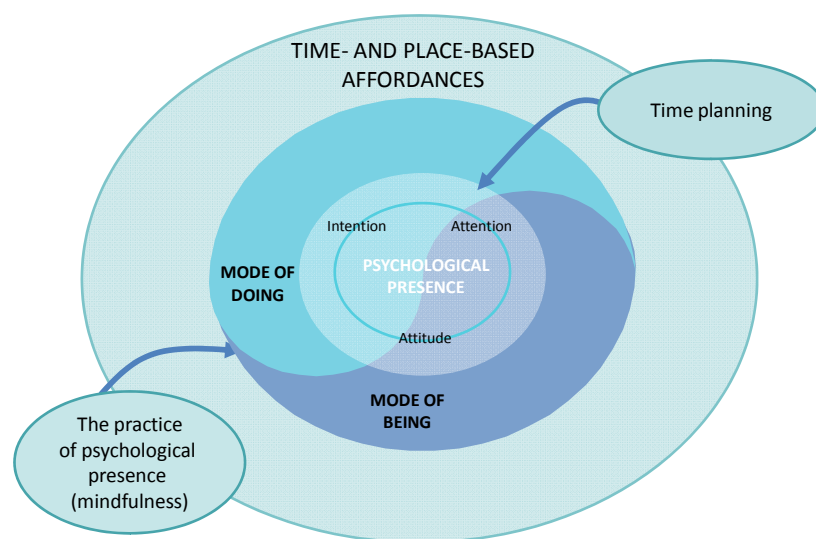 TIME- AND PLACE-BASED
AFFORDANCES
Time planning
Intention
Attention
PSYCHOLOGICAL
PRESENCE
MODE OF
DOING
Attitude
MODE OF
BEING
The practice
of psychological
presence
(mindfulness)